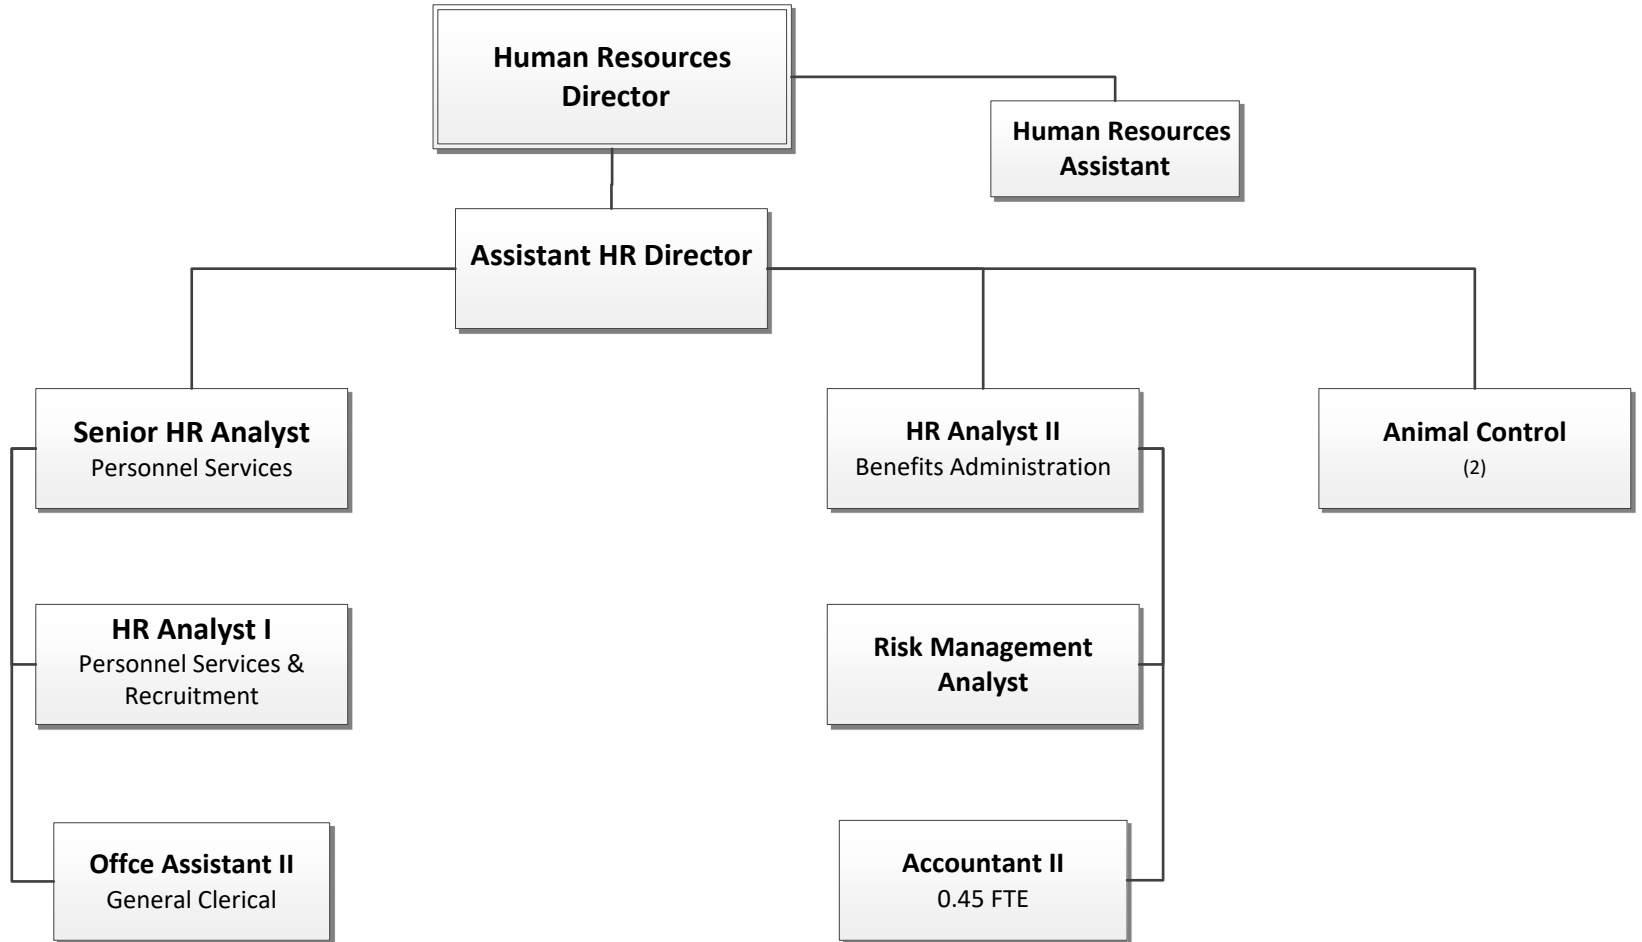 Human Resources
Director
Human Resources
Assistant
Assistant HR Director
Senior HR Analyst
Personnel Services
HR Analyst II
Benefits Administration
Animal Control
(2)
HR Analyst I
Personnel Services &
Recruitment
Risk Management
Analyst
Offce Assistant II
General Clerical
Accountant II
0.45 FTE